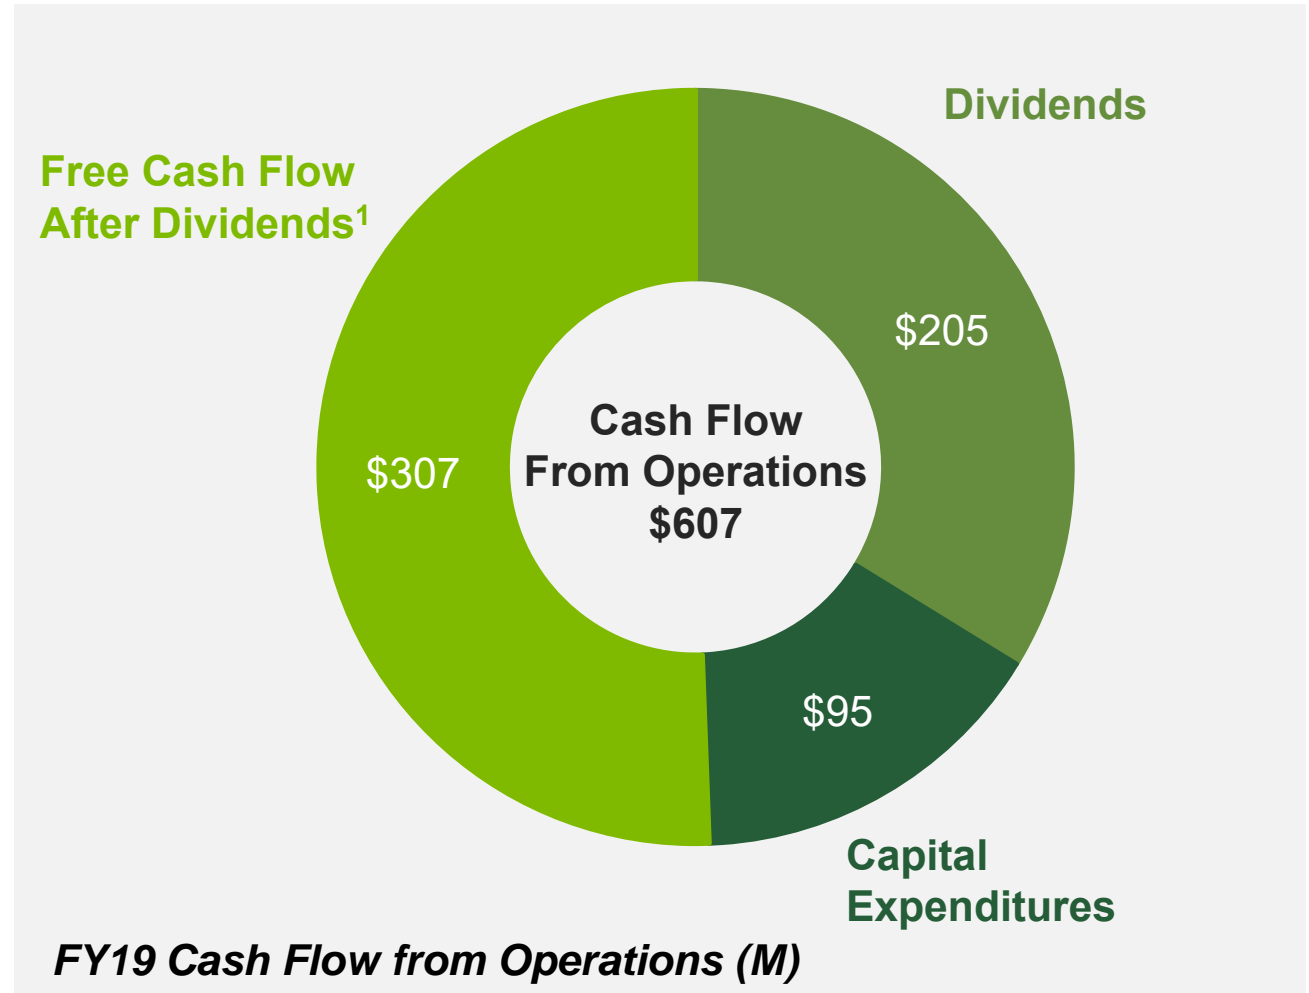 Dividends
Free Cash Flow
After Dividends¹
$205
Cash Flow
From Operations
$607
$307
$95
Capital
Expenditures
FY19 Cash Flow from Operations (M)